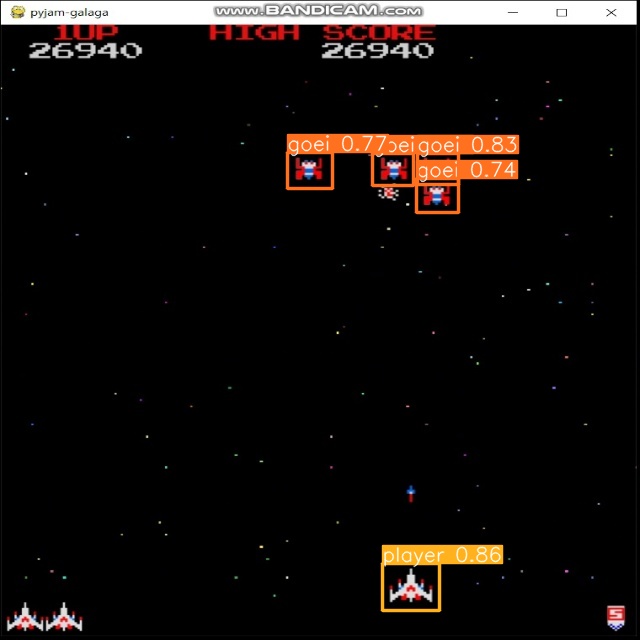 pyjam-galaga
www.BANDICAM.com
1UP HIGH SCORE
26940 26940
goei 0.77 oei goei 0.83
goei 0.74
player 0.86
5